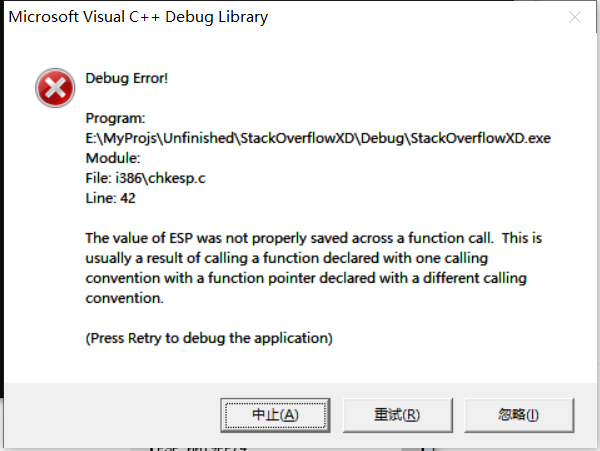 Microsoft Visual C++ Debug Library
Debug Error!
Program:
E:\MyProjs\Unfinished\StackOverflowXD\Debug\StackOverflowXD.exe
Module:
File: i386\chkesp.c
Line: 42
The value of ESP was not properly saved across a function call.  This is
usually a result of calling a function declared with one calling
convention with a function pointer declared with a different calling
convention.
(Press Retry to debug the application)
中止(A) 重试(R) 忽略(I)